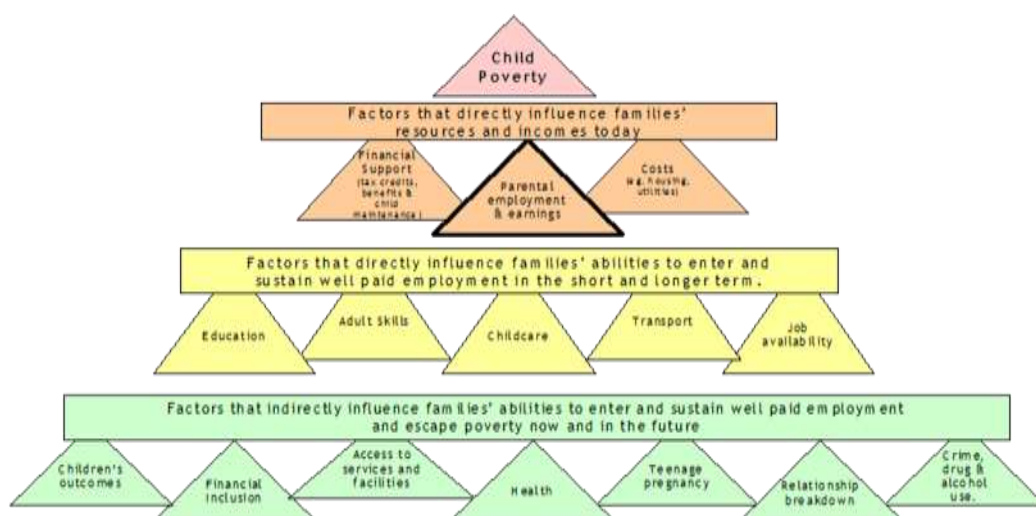 Child
Poverty
Factors that directly influence families'
resources and incomes today
Financial
Support
(tax credits,
benefits &
child
maintenance)
Parental
employment
& earnings
Costs
(eg. housing,
utilities)
Factors that directly influence families' abilities to enter and
sustain well paid employment in the short and longer term.
Education
Adult Skills
Childcare
Transport
Job
availability
Factors that indirectly influence families' abilities to enter and sustain well paid employment
and escape poverty now and in the future
Children's
outcomes
Financial
Inclusion
Access to
services and
facilities
Health
Teenage
pregnancy
Relationship
breakdown
Crime,
drug &
alcohol
use.